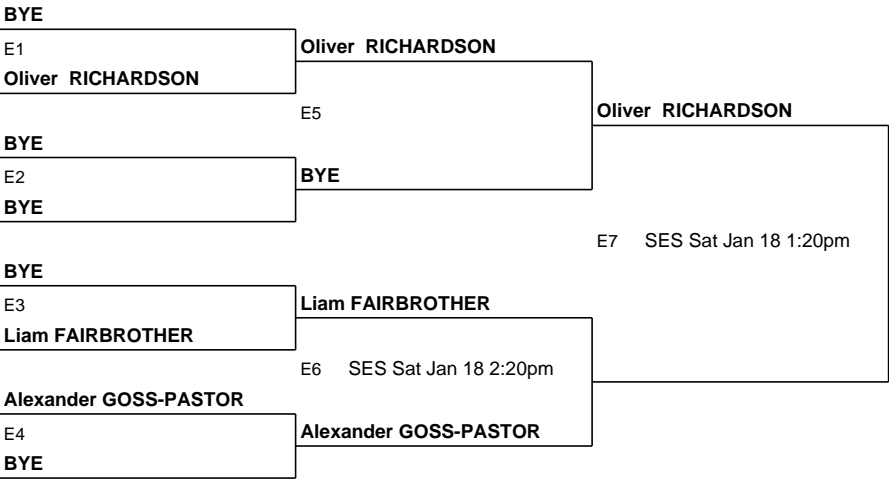 BYE
E1
Oliver RICHARDSON
Oliver RICHARDSON
E5
Oliver RICHARDSON
BYE
E2
BYE
BYE
E7 SES Sat Jan 18 1:20pm
BYE
E3
Liam FAIRBROTHER
Liam FAIRBROTHER
E6 SES Sat Jan 18 2:20pm
Alexander GOSS-PASTOR
E4
Alexander GOSS-PASTOR
BYE